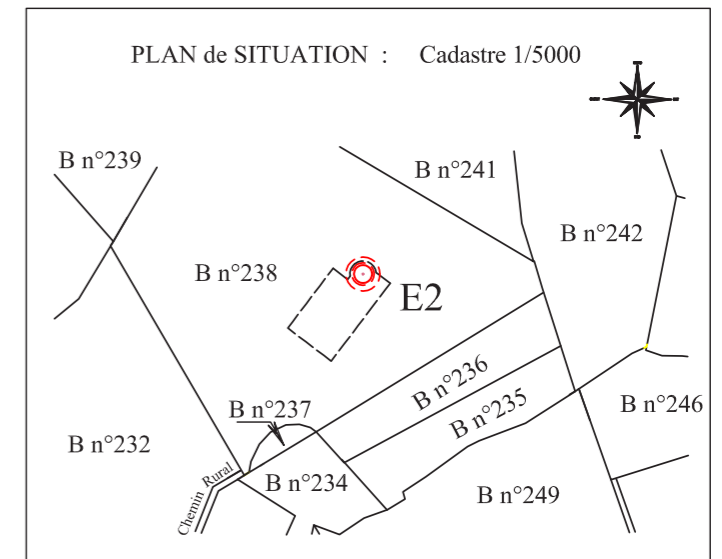 PLAN de SITUATION : Cadastre 1/5000
B n°239
B n°241
B n°242
B n°238
E2
B n°236
B n°237
B n°235
B n°246
B n°232
B n°234
B n°249
Chemin Rural